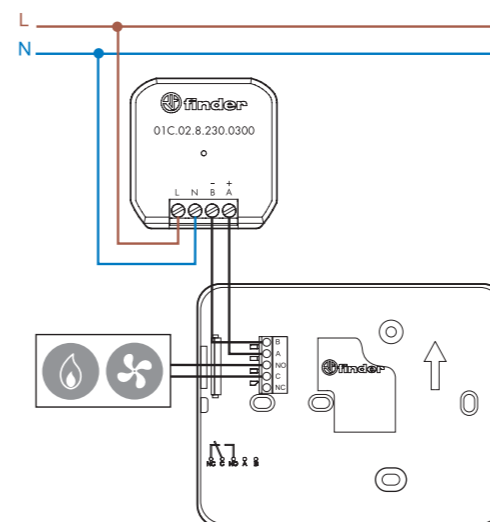 L
N
finder
01C.02.8.230.0300
- +
L N B A
B
A
NO
C
NC
finder
NC C NO A B